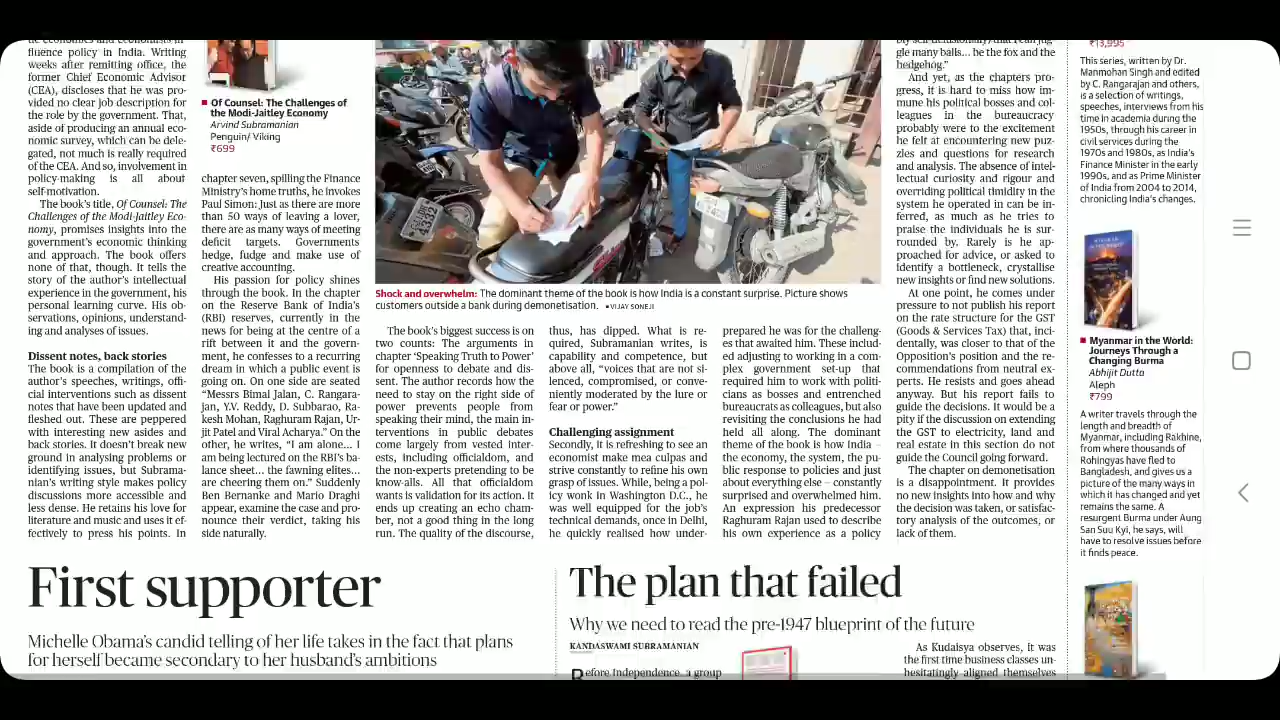 fluence policy in India. Writing
weeks after remitting office, the
former Chief Economic Advisor
(CEA), discloses that he was pro-
vided no clear job description for
the role by the government. That,
aside of producing an annual eco-
nomic survey, which can be dele-
gated, not much is really required
of the CEA. And so, involvement in
policy-making is all about
self-motivation.
The book's title, Of Counsel: The
Challenges of the Modi-Jaitley Eco-
nomy, promises insights into the
government's economic thinking
and approach. The book offers
none of that, though. It tells the
story of the author's intellectual
experience in the government, his
personal learning curve. His ob-
servations, opinions, understand-
ing and analyses of issues.
Dissent notes, back stories
The book is a compilation of the
author's speeches, writings, offi-
cial interventions such as dissent
notes that have been updated and
fleshed out. These are peppered
with interesting new asides and
back stories. It doesn't break new
ground in analysing problems or
identifying issues, but Subrama-
nian's writing style makes policy
discussions more accessible and
less dense. He retains his love for
literature and music and uses it ef-
fectively to press his points. In
Of Counsel: The Challenges of
the Modi-Jaitley Economy
Arvind Subramanian
Penguin/ Viking
₹699
chapter seven, spilling the Finance
Ministry's home truths, he invokes
Paul Simon: Just as there are more
than 50 ways of leaving a lover,
there are as many ways of meeting
deficit targets. Governments
hedge, fudge and make use of
creative accounting.
His passion for policy shines
through the book. In the chapter
on the Reserve Bank of India's
(RBI) reserves, currently in the
news for being at the centre of a
rift between it and the govern-
ment, he confesses to a recurring
dream in which a public event is
going on. On one side are seated
"Messrs Bimal Jalan, C. Rangara-
jan, Y.V. Reddy, D. Subbarao, Ra-
kesh Mohan, Raghuram Rajan, Ur-
jit Patel and Viral Acharya." On the
other, he writes, "I am alone... I
am being lectured on the RBI's ba-
lance sheet... the fawning elites...
are cheering them on." Suddenly
Ben Bernanke and Mario Draghi
appear, examine the case and pro-
nounce their verdict, taking his
side naturally.
Shock and overwhelm: The dominant theme of the book is how India is a constant surprise. Picture shows
customers outside a bank during demonetisation. ▪VIJAY SONEJI
The book's biggest success is on
two counts: The arguments in
chapter 'Speaking Truth to Power'
for openness to debate and dis-
sent. The author records how the
need to stay on the right side of
power prevents people from
speaking their mind, the main in-
terventions in public debates
come largely from vested inter-
ests, including officialdom, and
the non-experts pretending to be
know-alls. All that officialdom
wants is validation for its action. It
ends up creating an echo cham-
ber, not a good thing in the long
run. The quality of the discourse,
thus, has dipped. What is re-
quired, Subramanian writes, is
capability and competence, but
above all, "voices that are not si-
lenced, compromised, or conve-
niently moderated by the lure or
fear or power."
Challenging assignment
Secondly, it is refreshing to see an
economist make mea culpas and
strive constantly to refine his own
grasp of issues. While, being a pol-
icy wonk in Washington D.C., he
was well equipped for the job's
technical demands, once in Delhi,
he quickly realised how under-
prepared he was for the challeng-
es that awaited him. These includ-
ed adjusting to working in a com-
plex government set-up that
required him to work with politi-
cians as bosses and entrenched
bureaucrats as colleagues, but also
revisiting the conclusions he had
held all along. The dominant
theme of the book is how India –
the economy, the system, the pu-
blic response to policies and just
about everything else – constantly
surprised and overwhelmed him.
An expression his predecessor
Raghuram Rajan used to describe
his own experience as a policy
gle many balls... be the fox and the
hedgehog."
And yet, as the chapters pro-
gress, it is hard to miss how im-
mune his political bosses and col-
leagues in the bureaucracy
probably were to the excitement
he felt at encountering new puz-
zles and questions for research
and analysis. The absence of intel-
lectual curiosity and rigour and
overriding political timidity in the
system he operated in can be in-
ferred, as much as he tries to
praise the individuals he is sur-
rounded by. Rarely is he ap-
proached for advice, or asked to
identify a bottleneck, crystallise
new insights or find new solutions.
At one point, he comes under
pressure to not publish his report
on the rate structure for the GST
(Goods & Services Tax) that, inci-
dentally, was closer to that of the
Opposition's position and the re-
commendations from neutral ex-
perts. He resists and goes ahead
anyway. But his report fails to
guide the decisions. It would be a
pity if the discussion on extending
the GST to electricity, land and
real estate in this section do not
guide the Council going forward.
The chapter on demonetisation
is a disappointment. It provides
no new insights into how and why
the decision was taken, or satisfac-
tory analysis of the outcomes, or
lack of them.
₹13,995
This series, written by Dr.
Manmohan Singh and edited
by C. Rangarajan and others,
is a selection of writings,
speeches, interviews from his
time in academia during the
1950s, through his career in
civil services during the
1970s and 1980s, as India's
Finance Minister in the early
1990s, and as Prime Minister
of India from 2004 to 2014,
chronicling India's changes.
Myanmar in the World:
Journeys Through a
Changing Burma
Abhijit Dutta
Aleph
₹799
A writer travels through the
length and breadth of
Myanmar, including Rakhine,
from where thousands of
Rohingyas have fled to
Bangladesh, and gives us a
picture of the many ways in
which it has changed and yet
remains the same. A
resurgent Burma under Aung
San Suu Kyi, he says, will
have to resolve issues before
it finds peace.
First supporter
Michelle Obama's candid telling of her life takes in the fact that plans
for herself became secondary to her husband's ambitions
The plan that failed
Why we need to read the pre-1947 blueprint of the future
KANDASWAMI SUBRAMANIAN
Before independence, a group
As Kudaisya observes, it was
the first time business classes un-
hesitatingly aligned themselves